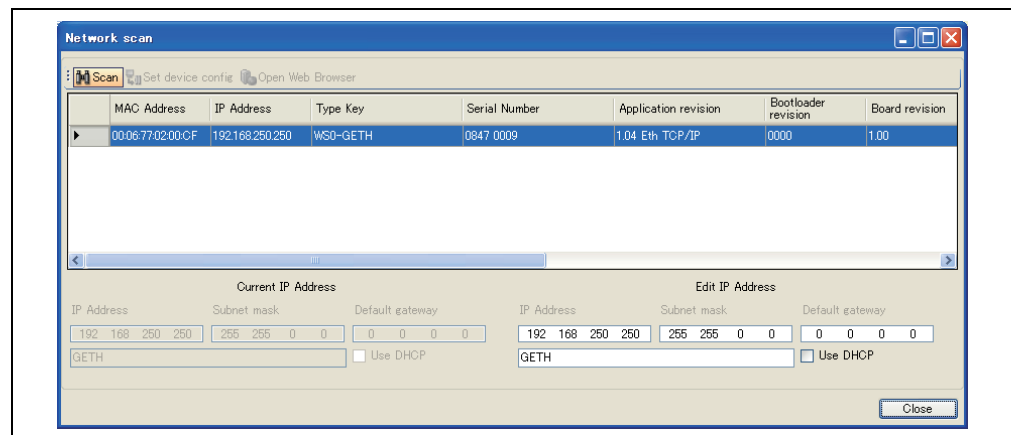 Network scan
Scan Set device config Open Web Browser
MAC Address IP Address Type Key Serial Number Application revision Bootloader revision Board revision
00:06:77:02:00:CF 192.168.250.250 WS0-GETH 0847 0009 1.04 Eth TCP/IP 0000 1.00
Current IP Address Edit IP Address
IP Address Subnet mask Default gateway IP Address Subnet mask Default gateway
192 168 250 250 255 255 0 0 0 0 0 0 192 168 250 250 255 255 0 0 0 0 0 0
GETH Use DHCP GETH Use DHCP
Close